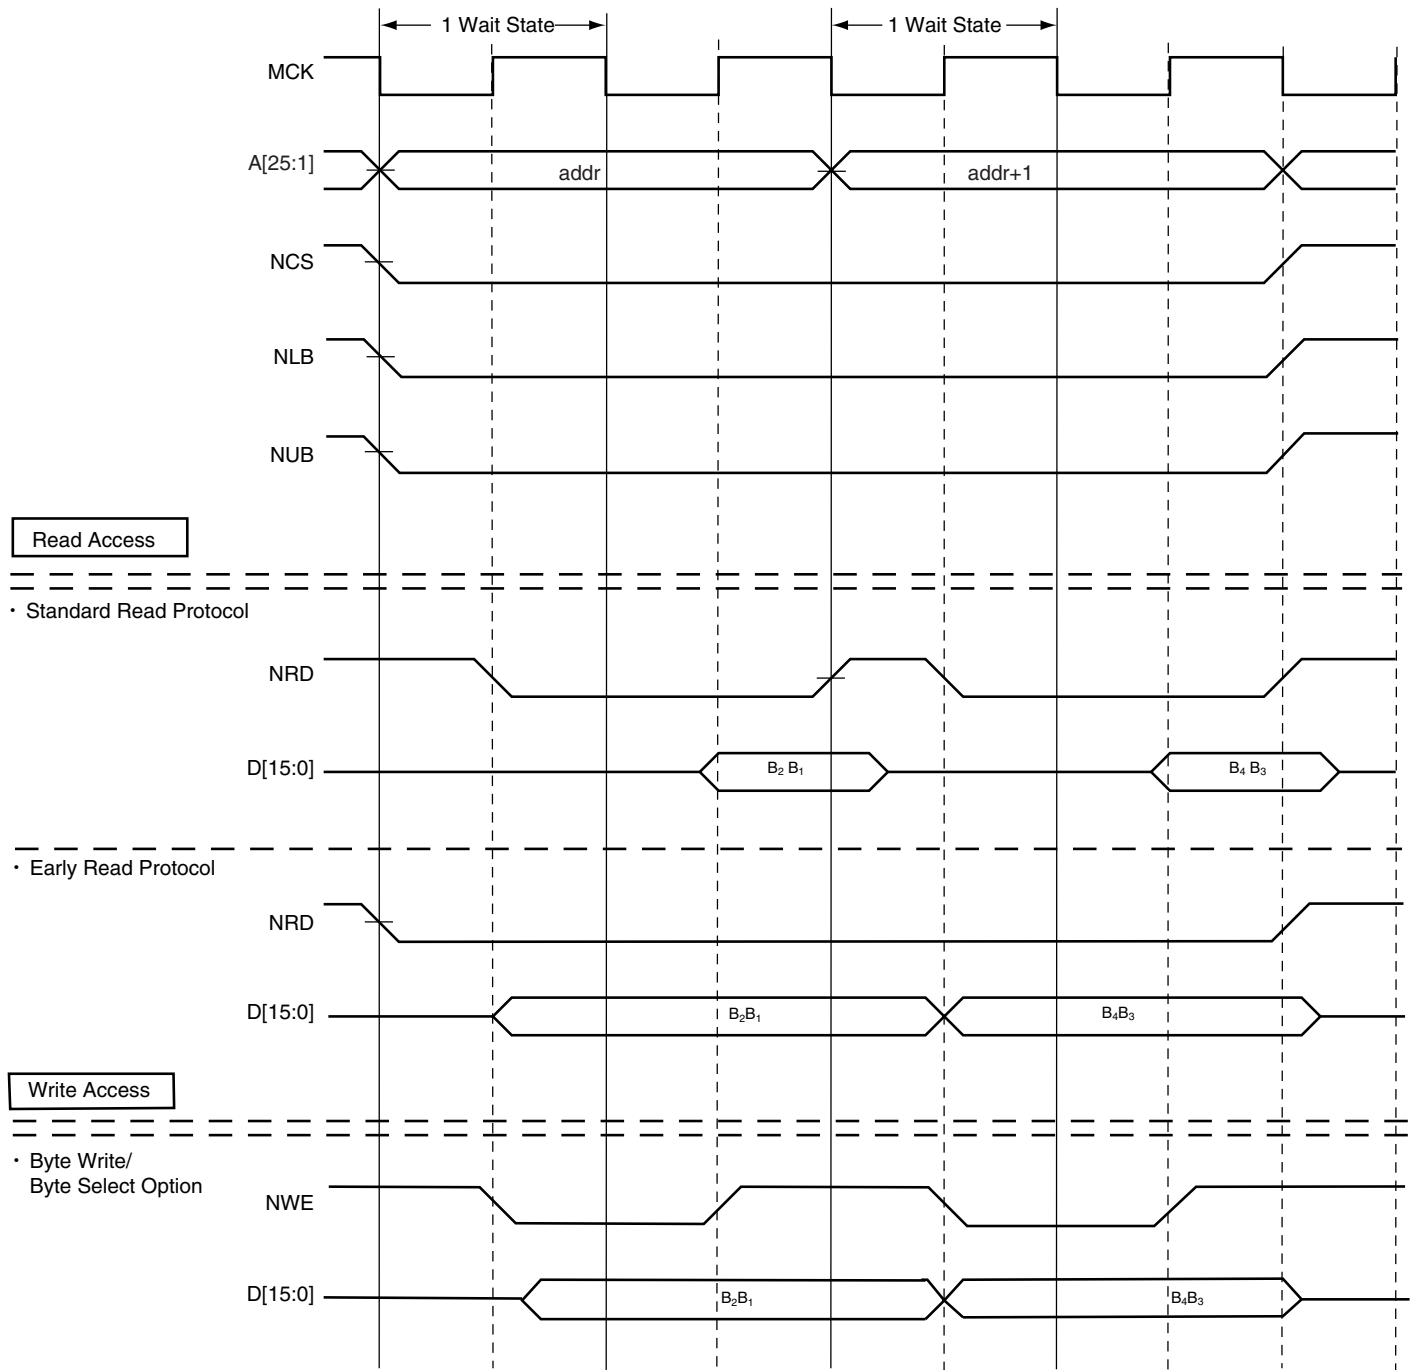 1 Wait State
1 Wait State
MCK
A[25:1]
addr
addr+1
NCS
NLB
NUB
Read Access
· Standard Read Protocol
NRD
D[15:0]
B₂ B₁
B₄ B₃
· Early Read Protocol
NRD
D[15:0]
B₂B₁
B₄B₃
Write Access
· Byte Write/
Byte Select Option
NWE
D[15:0]
B₂B₁
B₄B₃